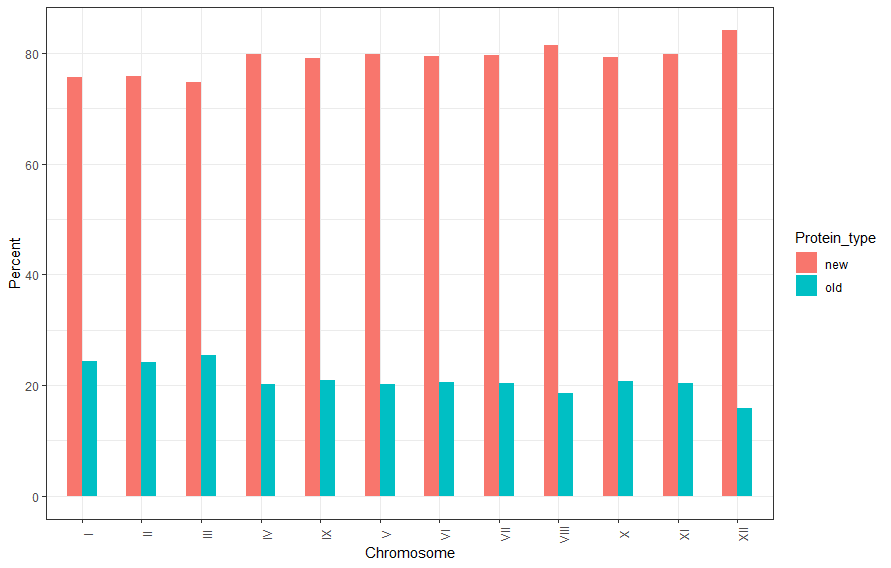 80
60
40
20
0
Percent
I
II
III
IV
IX
V
VI
VII
VIII
X
XI
XII
Chromosome
Protein_type
new
old